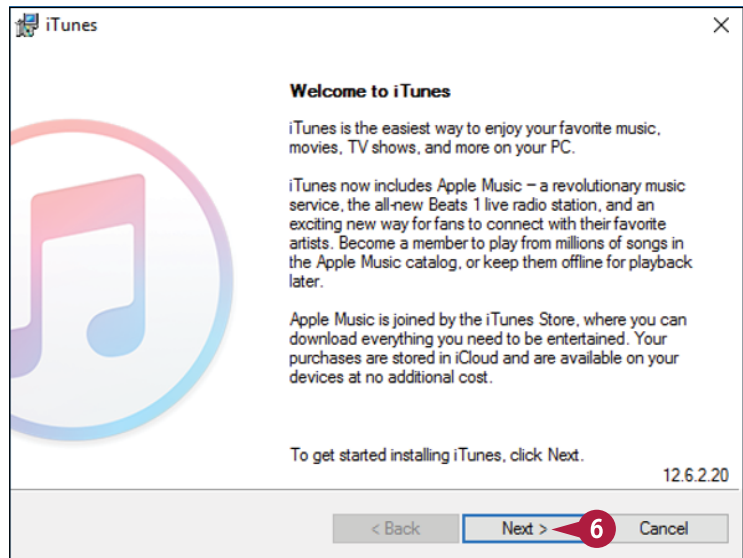 iTunes
Welcome to iTunes
iTunes is the easiest way to enjoy your favorite music,
movies, TV shows, and more on your PC.
iTunes now includes Apple Music – a revolutionary music
service, the all-new Beats 1 live radio station, and an
exciting new way for fans to connect with their favorite
artists. Become a member to play from millions of songs in
the Apple Music catalog, or keep them offline for playback
later.
Apple Music is joined by the iTunes Store, where you can
download everything you need to be entertained. Your
purchases are stored in iCloud and are available on your
devices at no additional cost.
To get started installing iTunes, click Next.
12.6.2.20
< Back Next > 6 Cancel